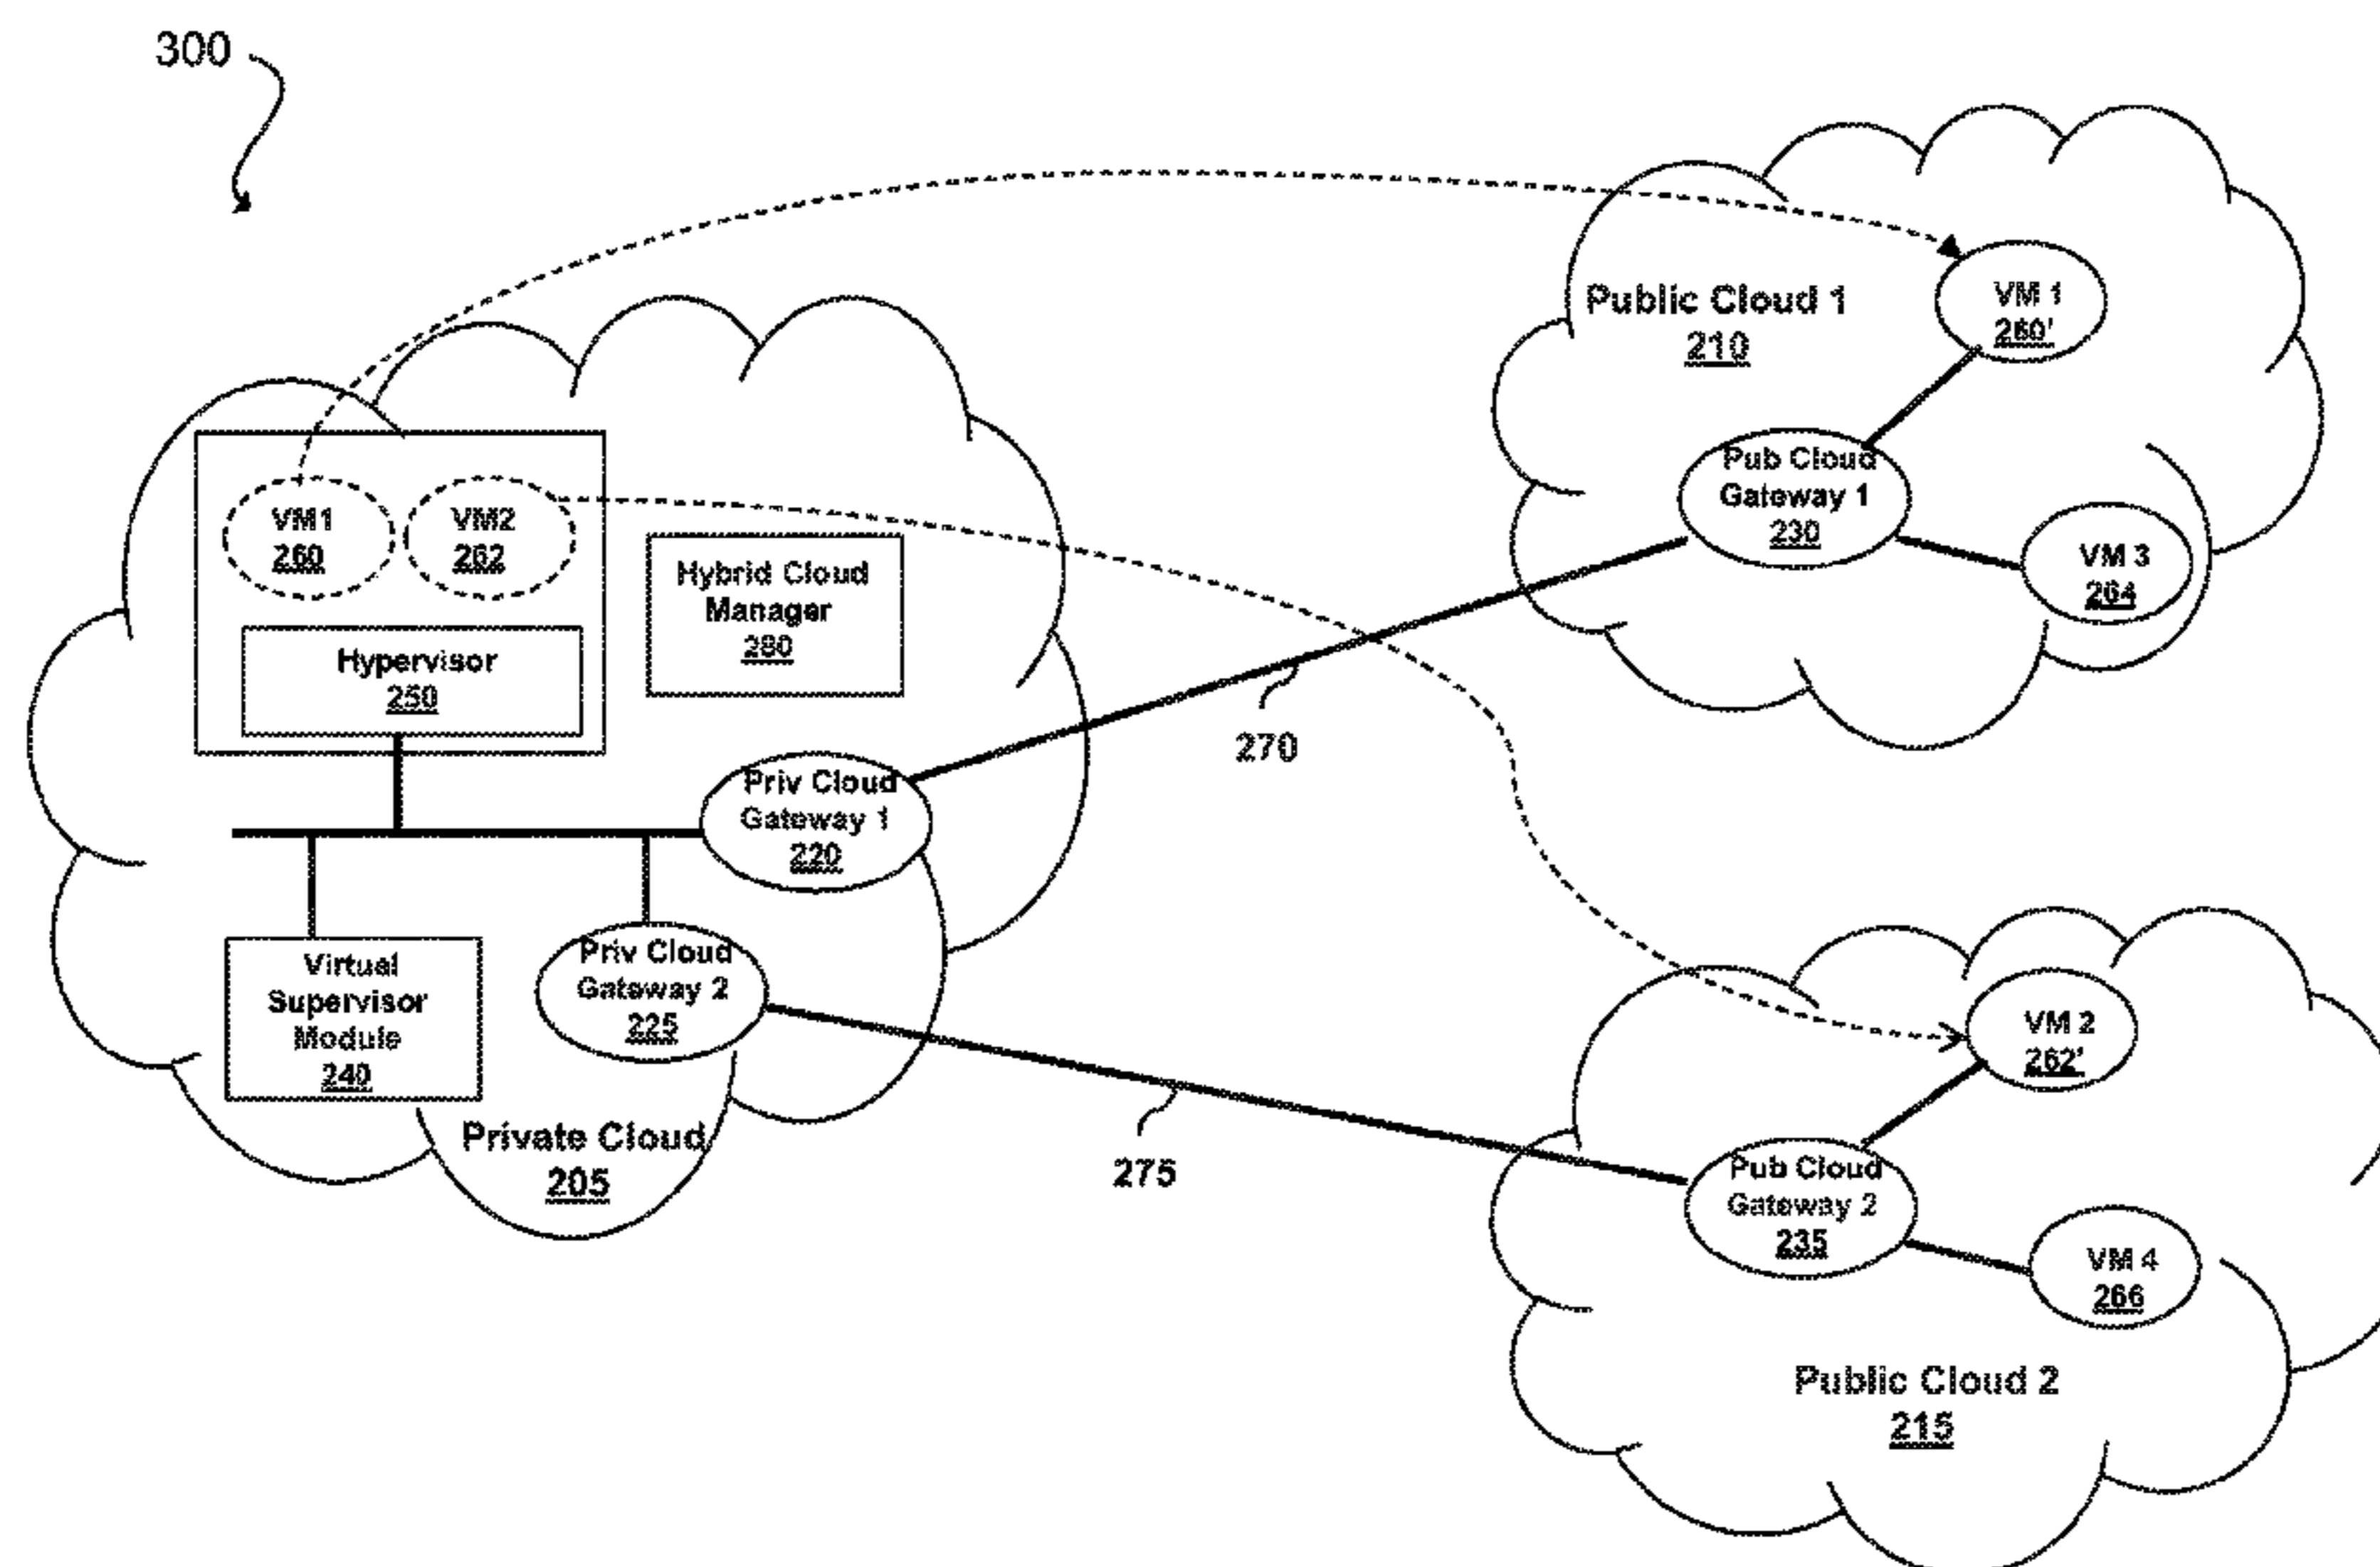 300
Public Cloud 1
210
VM 1
260'
Pub Cloud
Gateway 1
230
VM 3
264
VM1
260
VM2
262
Hypervisor
250
Hybrid Cloud
Manager
280
270
Priv Cloud
Gateway 1
220
Virtual
Supervisor
Module
240
Priv Cloud
Gateway 2
225
Private Cloud
205
275
VM 2
262'
Pub Cloud
Gateway 2
235
VM 4
266
Public Cloud 2
215